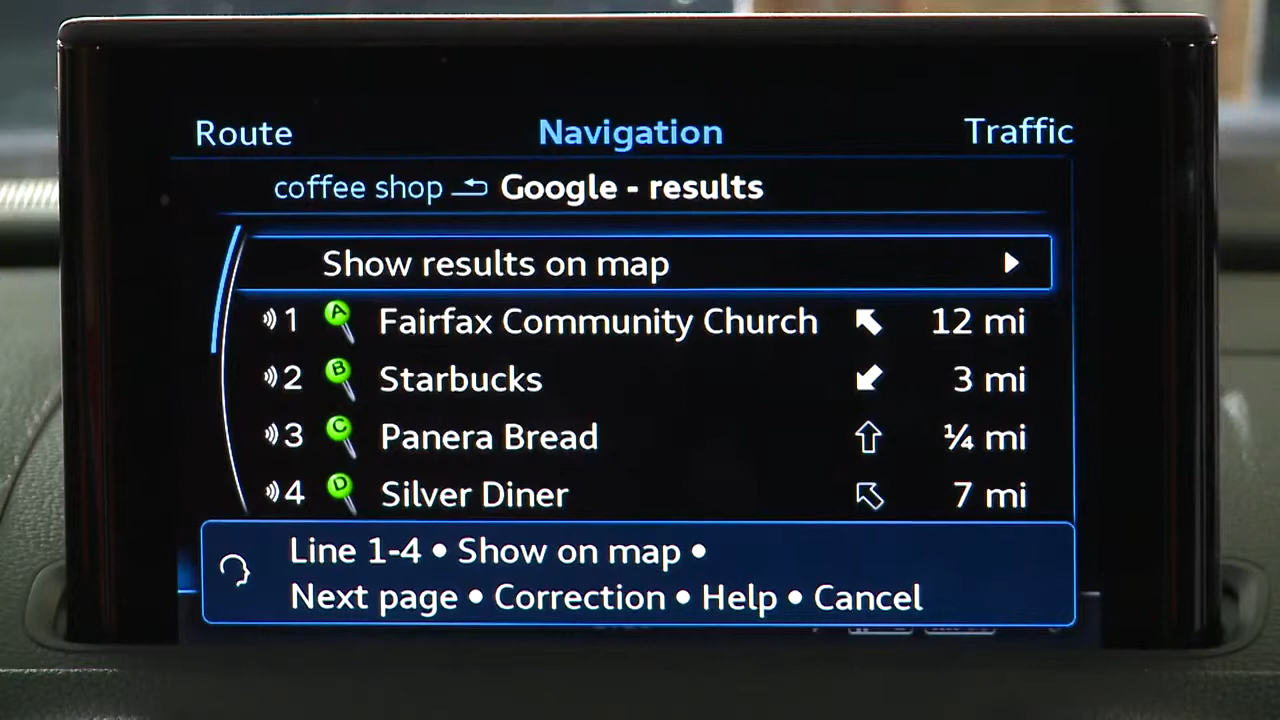 Route Navigation Traffic
coffee shop Google - results
Show results on map
1 A Fairfax Community Church 12 mi
2 B Starbucks 3 mi
3 C Panera Bread ¼ mi
4 D Silver Diner 7 mi
Line 1-4 • Show on map •
Next page • Correction • Help • Cancel